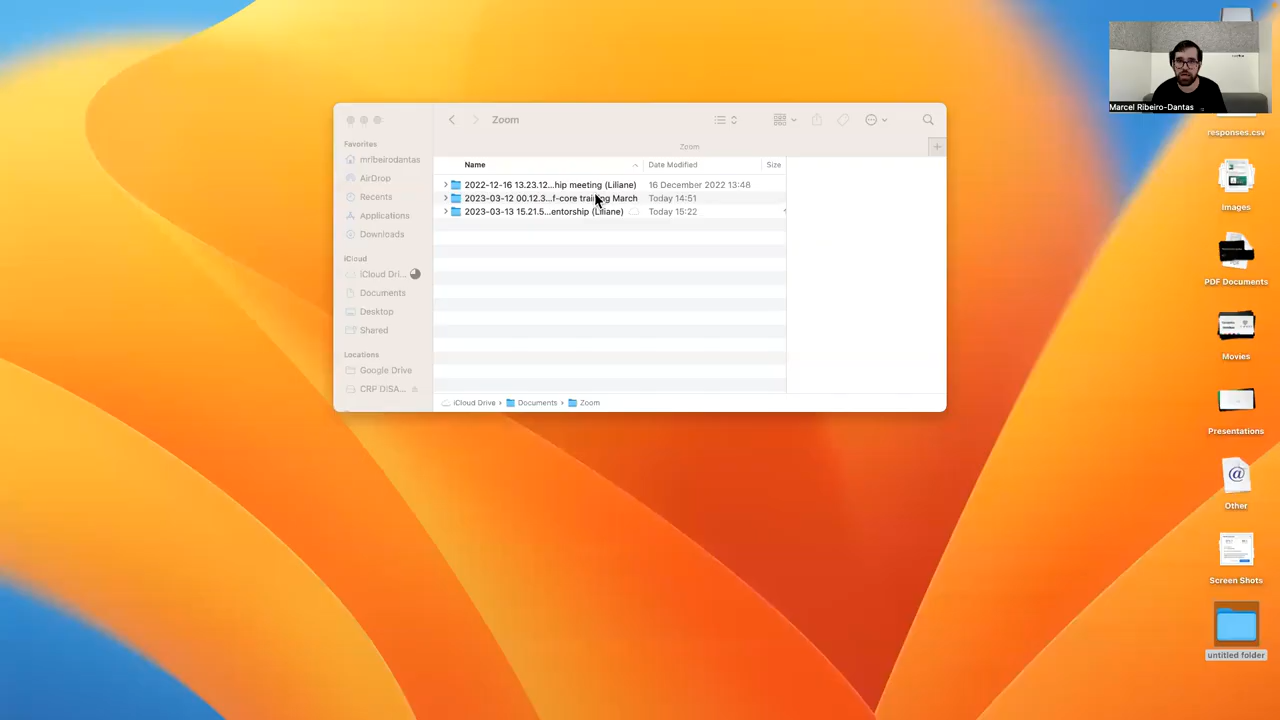 Marcel Ribeiro-Dantas
responses.csv
Zoom
Zoom
Favorites
mribeirodantas
AirDrop
Recents
Applications
Downloads
iCloud
iCloud Dri...
Documents
Desktop
Shared
Locations
Google Drive
CRP DISA...
Name Date Modified Size
2022-12-16 13.23.12...hip meeting (Liliane) 16 December 2022 13:48
2023-03-12 00.12.3...f-core training March Today 14:51
2023-03-13 15.21.5...entorship (Liliane) Today 15:22
iCloud Drive › Documents › Zoom
Images
PDF Documents
Movies
Presentations
@
Other
Screen Shots
untitled folder